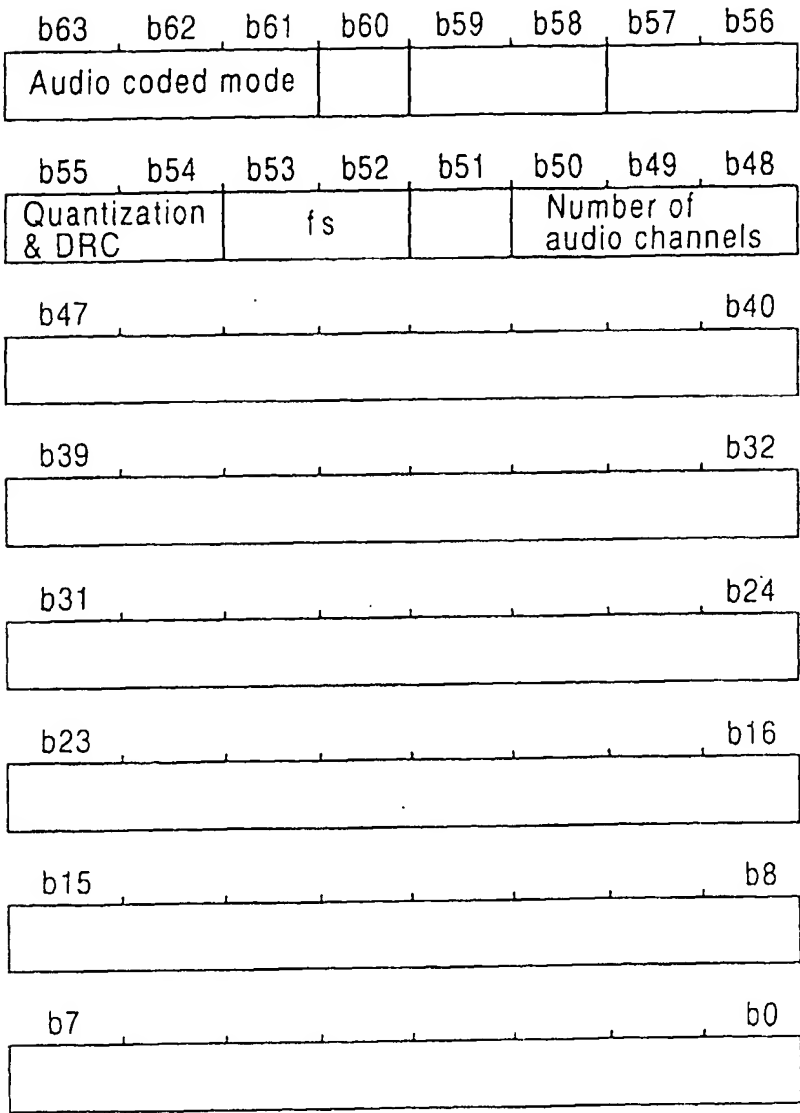 b63 b62 b61 b60 b59 b58 b57 b56
Audio coded mode
b55 b54 b53 b52 b51 b50 b49 b48
Quantization
& DRC
fs
Number of
audio channels
b47 b40
b39 b32
b31 b24
b23 b16
b15 b8
b7 b0